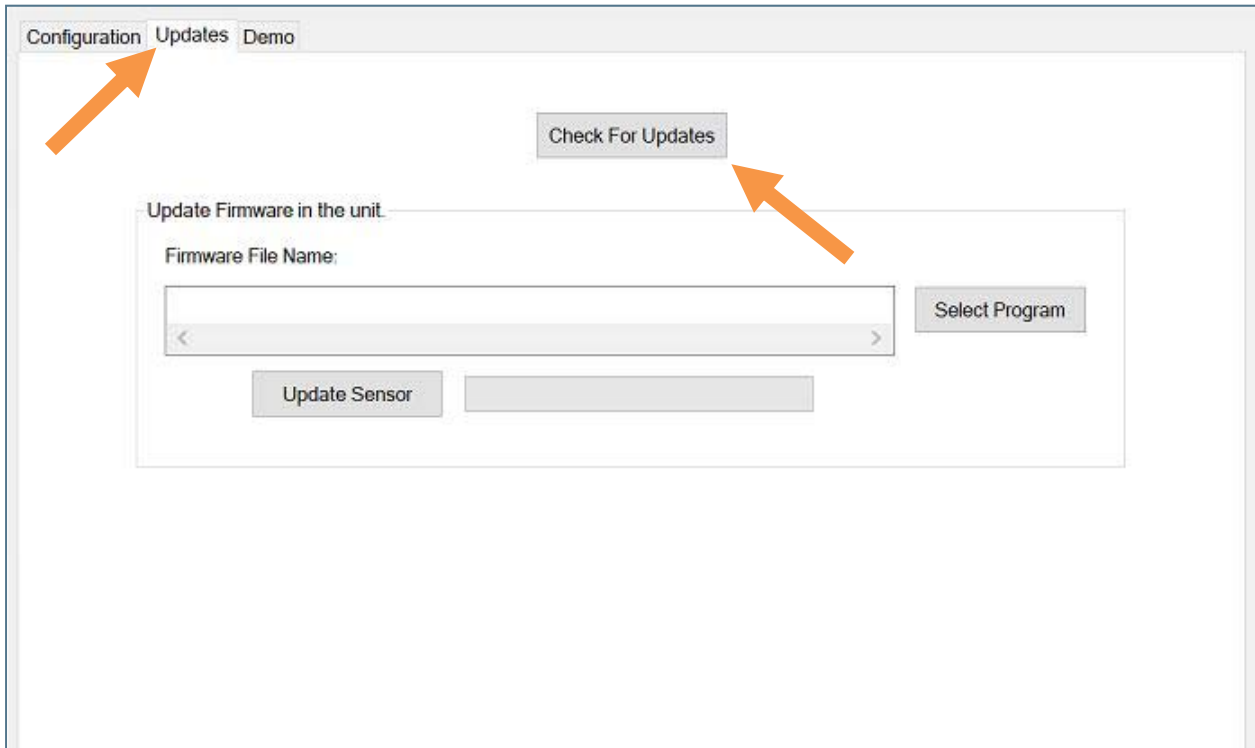 Configuration Updates Demo
Check For Updates
Update Firmware in the unit.
Firmware File Name:
Select Program
Update Sensor